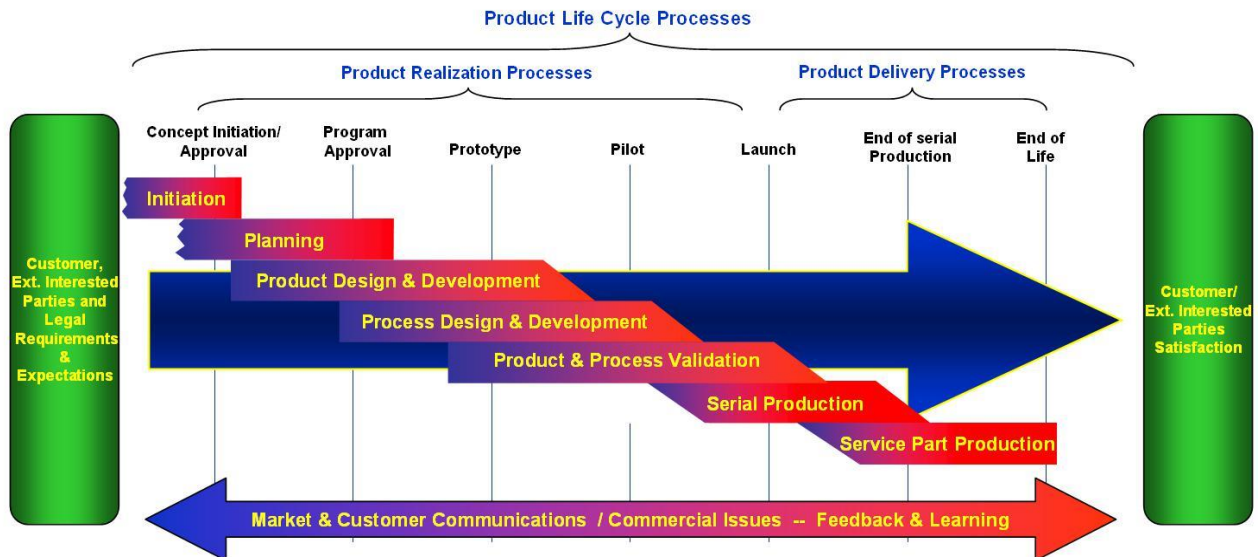 Product Life Cycle Processes
Product Realization Processes
Product Delivery Processes
Concept Initiation/
Approval
Program
Approval
Prototype
Pilot
Launch
End of serial
Production
End of
Life
Initiation
Planning
Product Design & Development
Process Design & Development
Product & Process Validation
Serial Production
Service Part Production
Customer,
Ext. Interested
Parties and
Legal
Requirements
&
Expectations
Customer/
Ext. Interested
Parties
Satisfaction
Market & Customer Communications / Commercial Issues -- Feedback & Learning